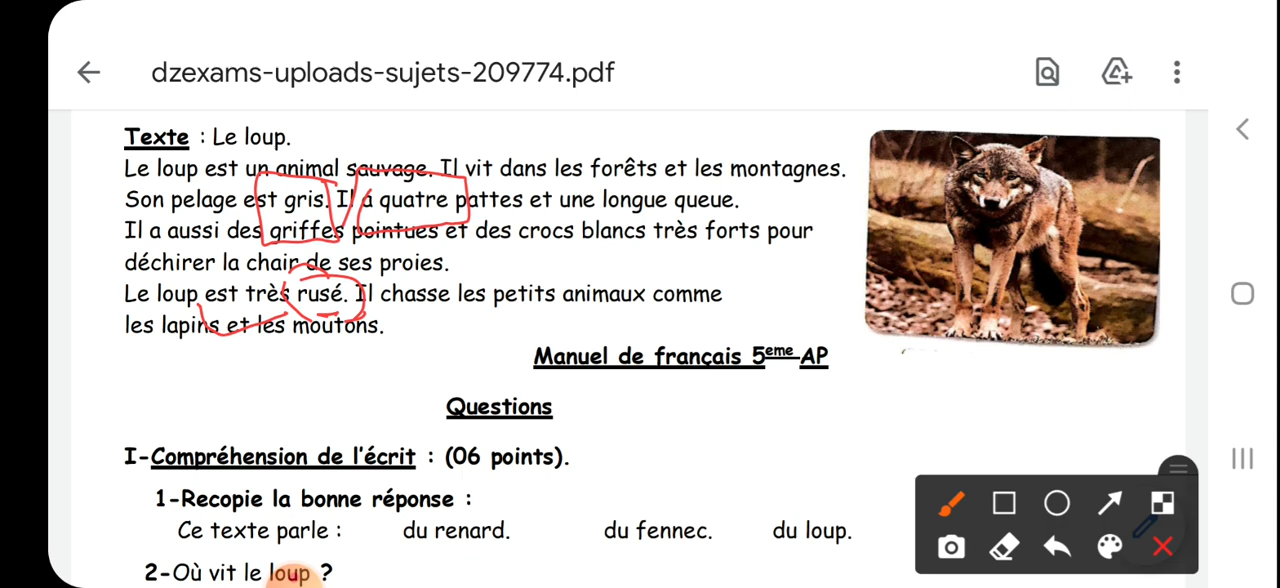 dzexams-uploads-sujets-209774.pdf
Texte : Le loup.
Le loup est un animal sauvage. Il vit dans les forêts et les montagnes.
Son pelage est gris. Il a quatre pattes et une longue queue.
Il a aussi des griffes pointues et des crocs blancs très forts pour
déchirer la chair de ses proies.
Le loup est très rusé. Il chasse les petits animaux comme
les lapins et les moutons.
Manuel de français 5eme AP
Questions
I-Compréhension de l'écrit : (06 points).
1-Recopie la bonne réponse :
Ce texte parle : du renard. du fennec. du loup.
2-Où vit le loup ?